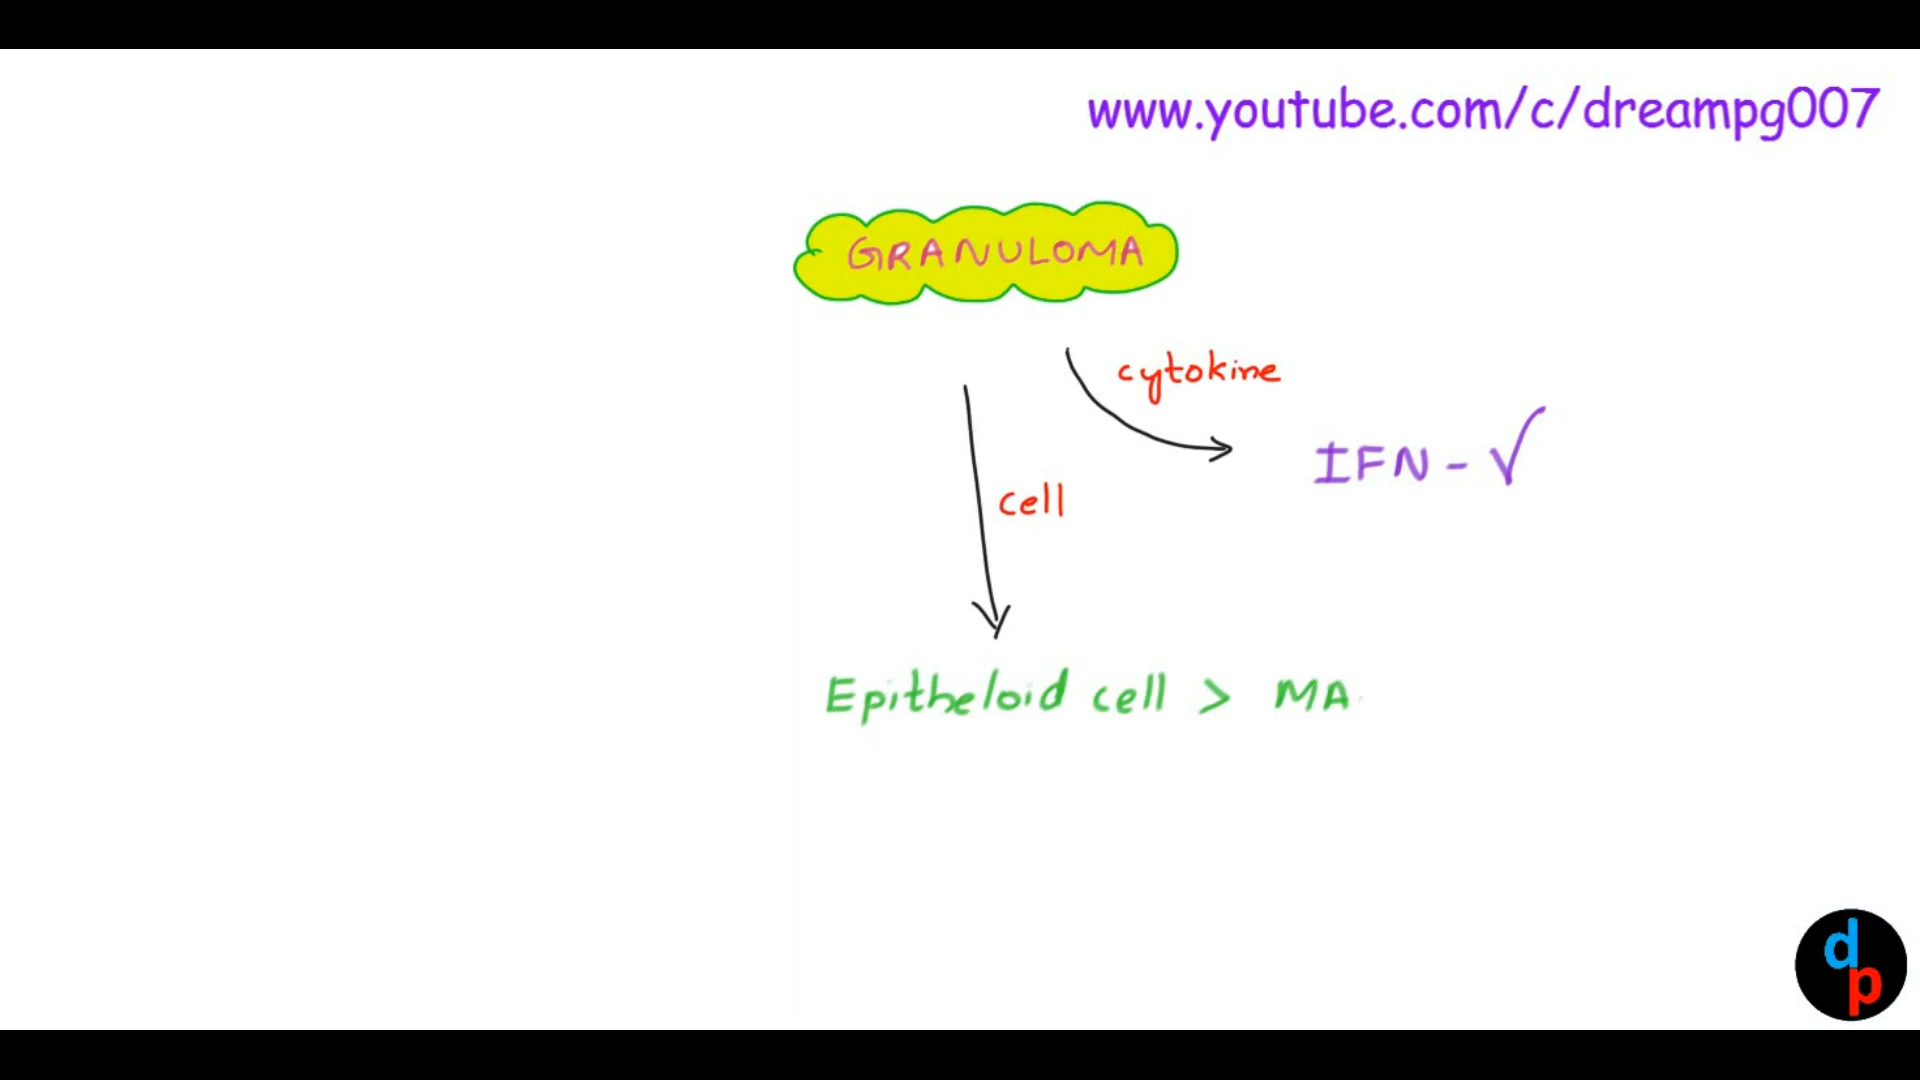 www.youtube.com/c/dreampg007
GRANULOMA
cytokine
IFN - √
cell
Epitheloid cell > MA
dp